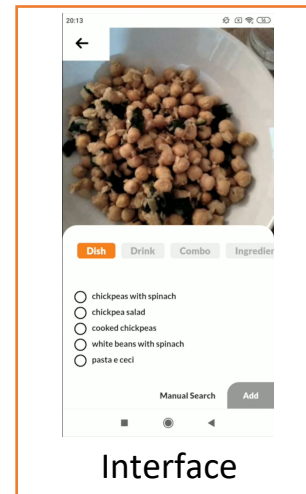 20:13
Dish Drink Combo Ingredier
chickpeas with spinach
chickpea salad
cooked chickpeas
white beans with spinach
pasta e ceci
Manual Search Add
Interface